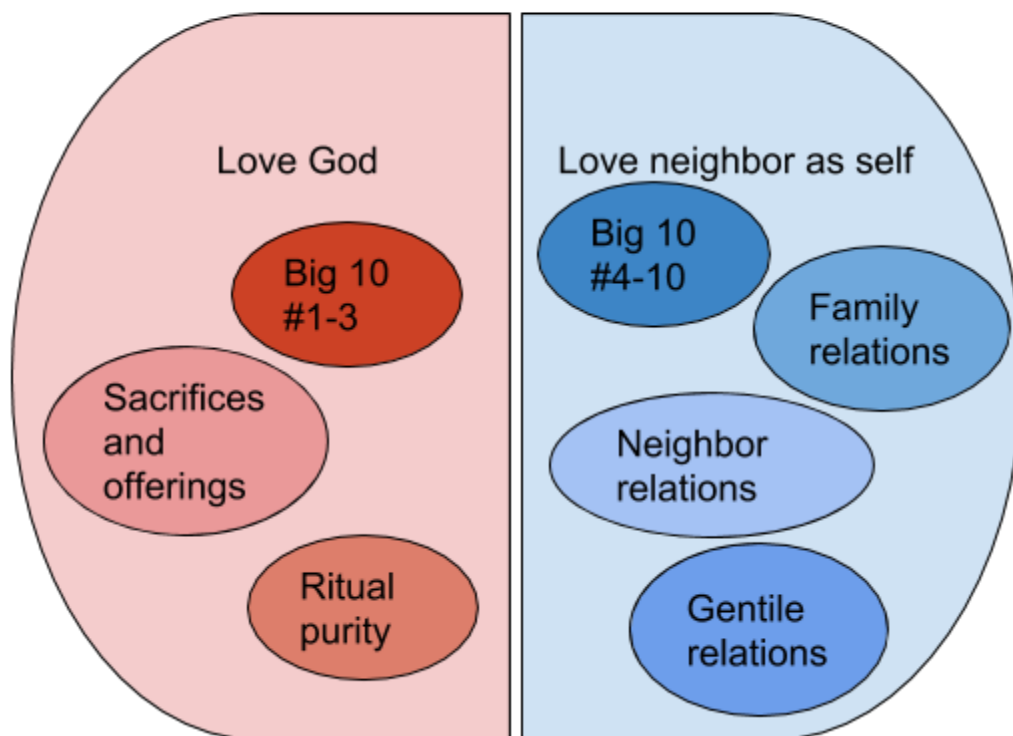 Love God
Big 10
#1-3
Sacrifices
and
offerings
Ritual
purity
Love neighbor as self
Big 10
#4-10
Family
relations
Neighbor
relations
Gentile
relations